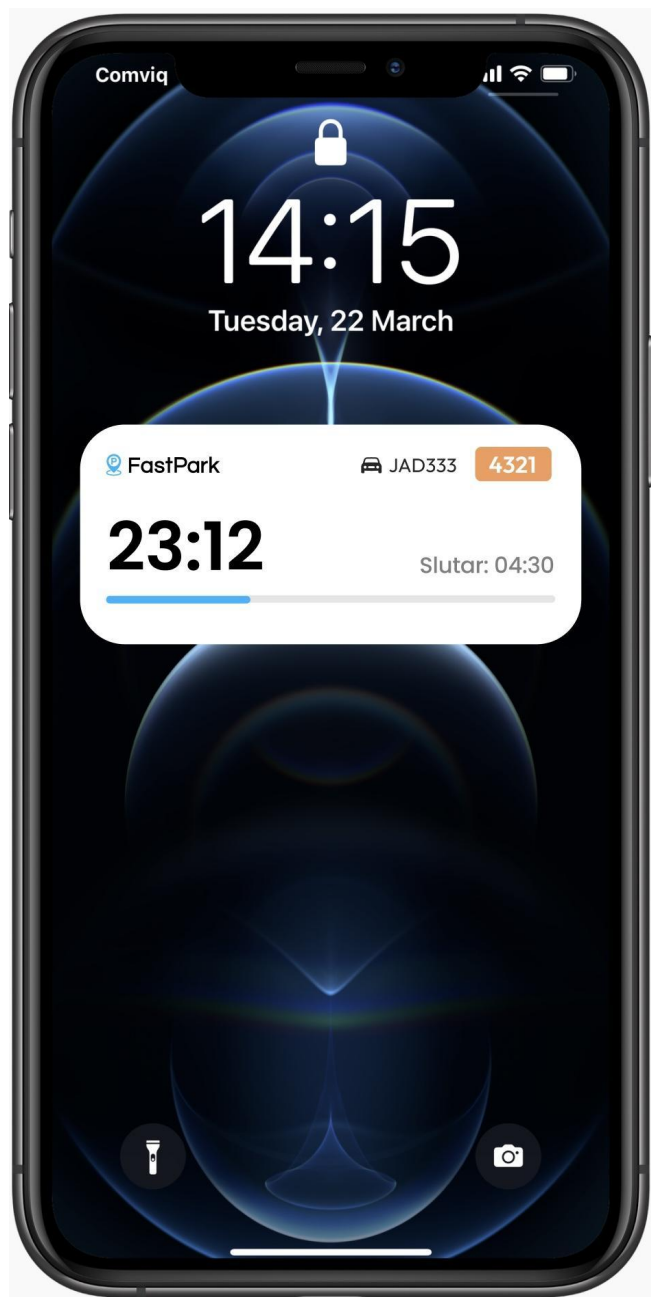 Comviq
14:15
Tuesday, 22 March
FastPark JAD333 4321
23:12
Slutar: 04:30